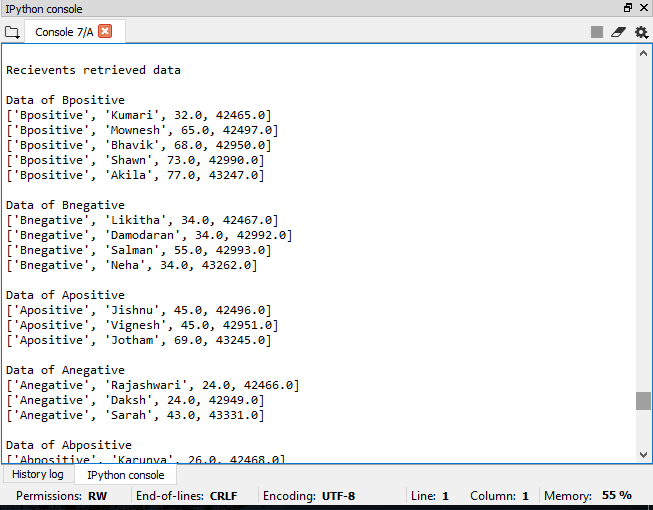 IPython console
Console 7/A
Recievents retrieved data
Data of Bpositive
['Bpositive', 'Kumari', 32.0, 42465.0]
['Bpositive', 'Mownesh', 65.0, 42497.0]
['Bpositive', 'Bhavik', 68.0, 42950.0]
['Bpositive', 'Shawn', 73.0, 42990.0]
['Bpositive', 'Akila', 77.0, 43247.0]
Data of Bnegative
['Bnegative', 'Likitha', 34.0, 42467.0]
['Bnegative', 'Damodaran', 34.0, 42992.0]
['Bnegative', 'Salman', 55.0, 42993.0]
['Bnegative', 'Neha', 34.0, 43262.0]
Data of Apositive
['Apositive', 'Jishnu', 45.0, 42496.0]
['Apositive', 'Vignesh', 45.0, 42951.0]
['Apositive', 'Jotham', 69.0, 43245.0]
Data of Anegative
['Anegative', 'Rajashwari', 24.0, 42466.0]
['Anegative', 'Daksh', 24.0, 42949.0]
['Anegative', 'Sarah', 43.0, 43331.0]
Data of Abpositive
['Abpositive', 'Karunya', 26.0, 42468.0]
History log IPython console
Permissions: RW End-of-lines: CRLF Encoding: UTF-8 Line: 1 Column: 1 Memory: 55 %